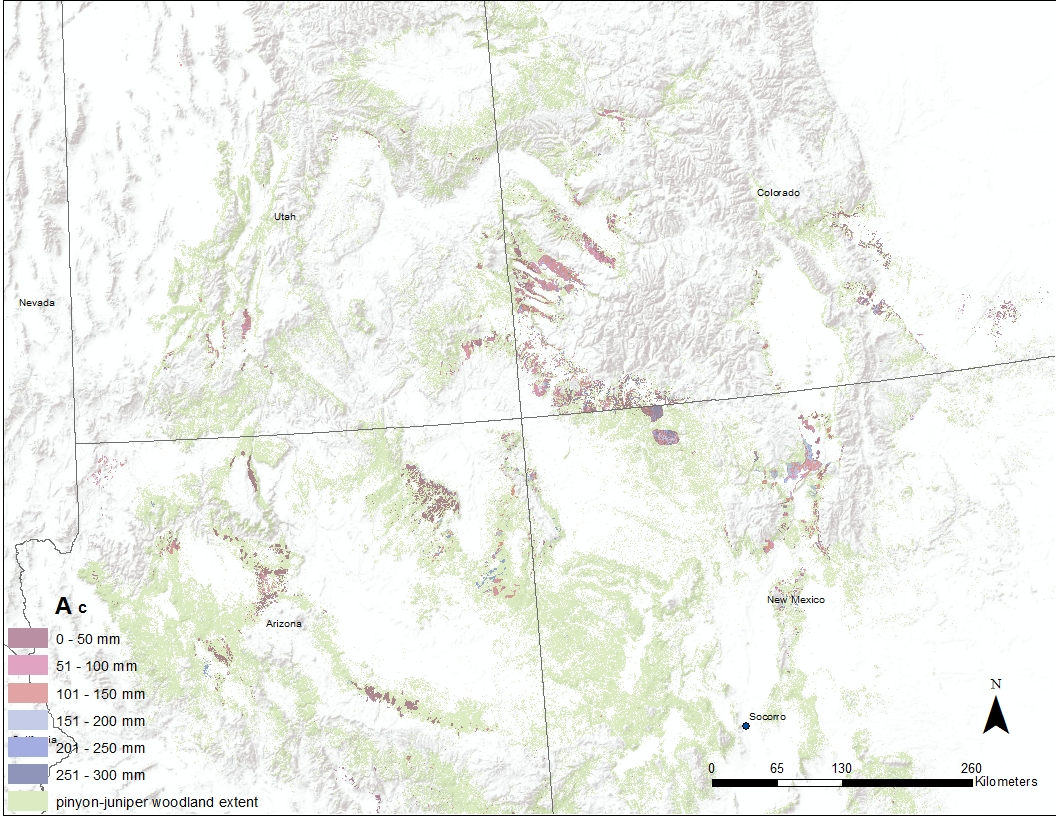 Colorado
Utah
Nevada
A c
0 - 50 mm
51 - 100 mm
101 - 150 mm
151 - 200 mm
201 - 250 mm
251 - 300 mm
pinyon-juniper woodland extent
Arizona
New Mexico
Socorro
N
0 65 130 260
Kilometers